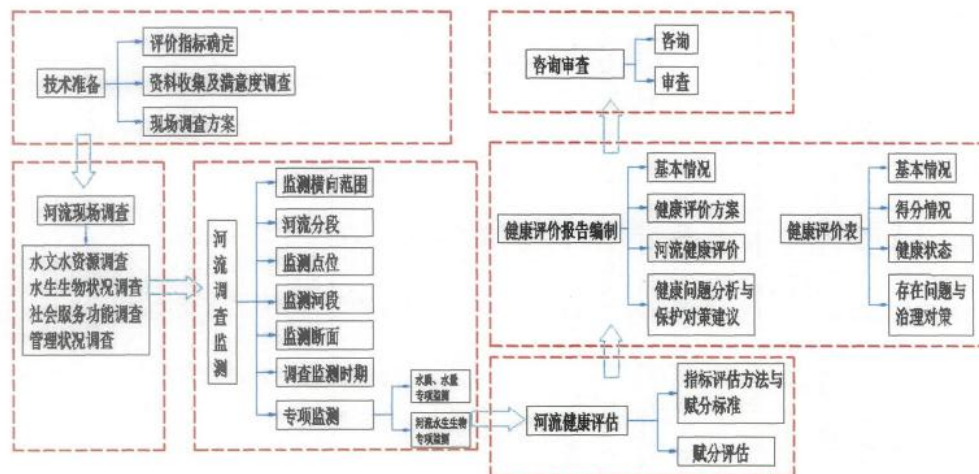 技术准备
评价指标确定
资料收集及满意度调查
现场调查方案
河流现场调查
水文水资源调查
水生生物状况调查
社会服务功能调查
管理状况调查
河流调查监测
监测横向范围
河流分段
监测点位
监测河段
监测断面
调查监测时期
专项监测
水质、水量
专项监测
河流水生生物
专项监测
河流健康评估
指标评估方法与
赋分标准
赋分评估
健康评价报告编制
基本情况
健康评价方案
河流健康评价
健康问题分析与
保护对策建议
健康评价表
基本情况
得分情况
健康状态
存在问题与
治理对策
咨询审查
咨询
审查